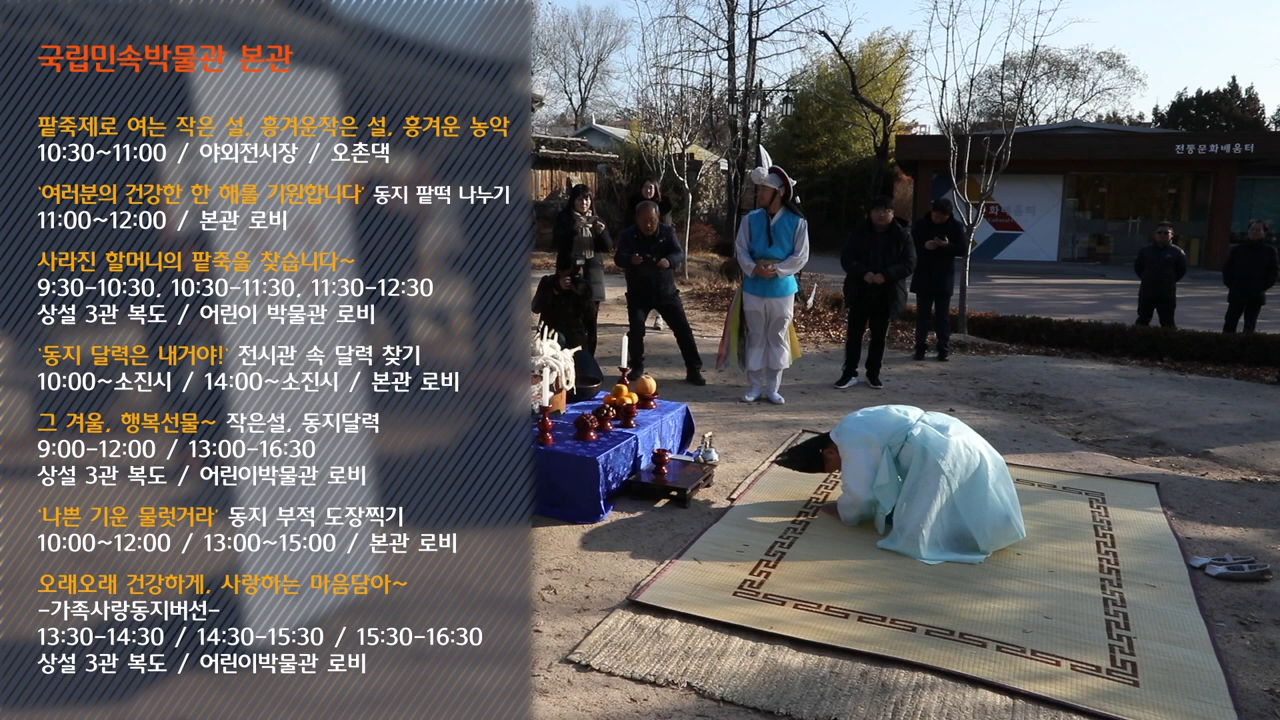 국립민속박물관 본관
팥죽제로 여는 작은 설, 흥겨운작은 설, 흥겨운 농악
10:30~11:00 / 야외전시장 / 오촌댁
'여러분의 건강한 한 해를 기원합니다' 동지 팥떡 나누기
11:00~12:00 / 본관 로비
사라진 할머니의 팥죽을 찾습니다~
9:30-10:30, 10:30-11:30, 11:30-12:30
상설 3관 복도 / 어린이 박물관 로비
'동지 달력은 내거야!' 전시관 속 달력 찾기
10:00~소진시 / 14:00~소진시 / 본관 로비
그 겨울, 행복선물~ 작은설, 동지달력
9:00-12:00 / 13:00-16:30
상설 3관 복도 / 어린이박물관 로비
'나쁜 기운 물럿거라' 동지 부적 도장찍기
10:00~12:00 / 13:00~15:00 / 본관 로비
오래오래 건강하게, 사랑하는 마음담아~
-가족사랑동지버선-
13:30-14:30 / 14:30-15:30 / 15:30-16:30
상설 3관 복도 / 어린이박물관 로비
전통문화배움터
화배움터